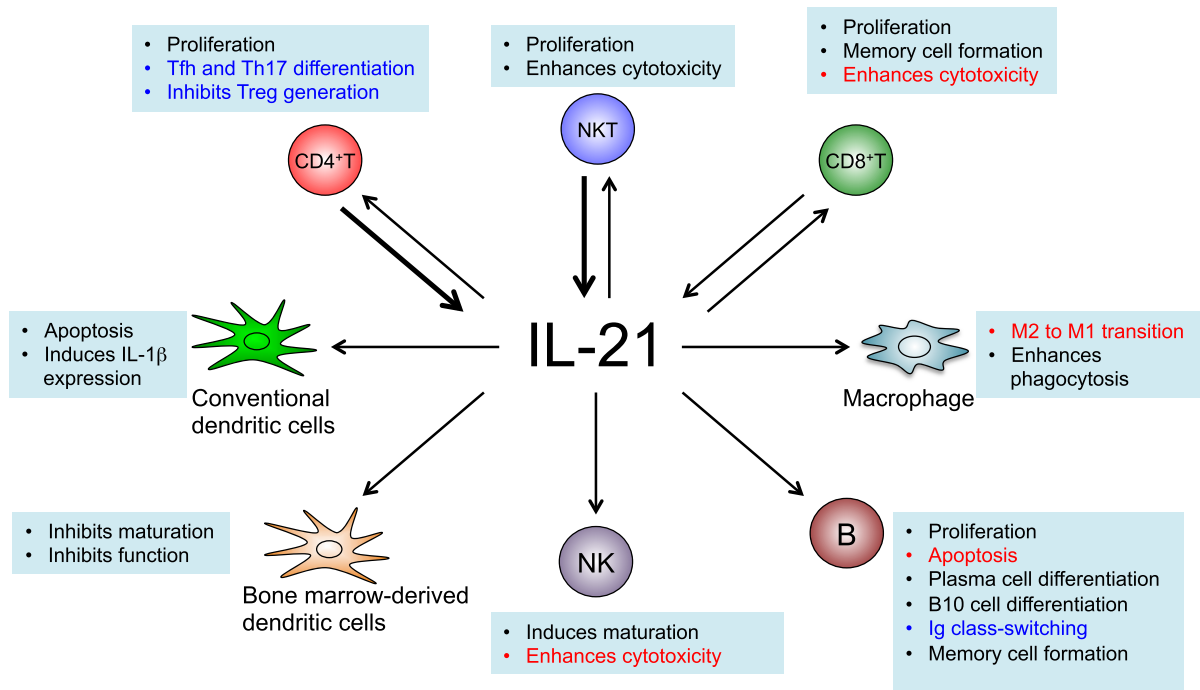 • Proliferation
• Tfh and Th17 differentiation
• Inhibits Treg generation
CD4⁺T
• Proliferation
• Enhances cytotoxicity
NKT
• Proliferation
• Memory cell formation
• Enhances cytotoxicity
CD8⁺T
• Apoptosis
• Induces IL-1β
expression
Conventional
dendritic cells
IL-21
Macrophage
• M2 to M1 transition
• Enhances
phagocytosis
• Inhibits maturation
• Inhibits function
Bone marrow-derived
dendritic cells
NK
• Induces maturation
• Enhances cytotoxicity
B
• Proliferation
• Apoptosis
• Plasma cell differentiation
• B10 cell differentiation
• Ig class-switching
• Memory cell formation